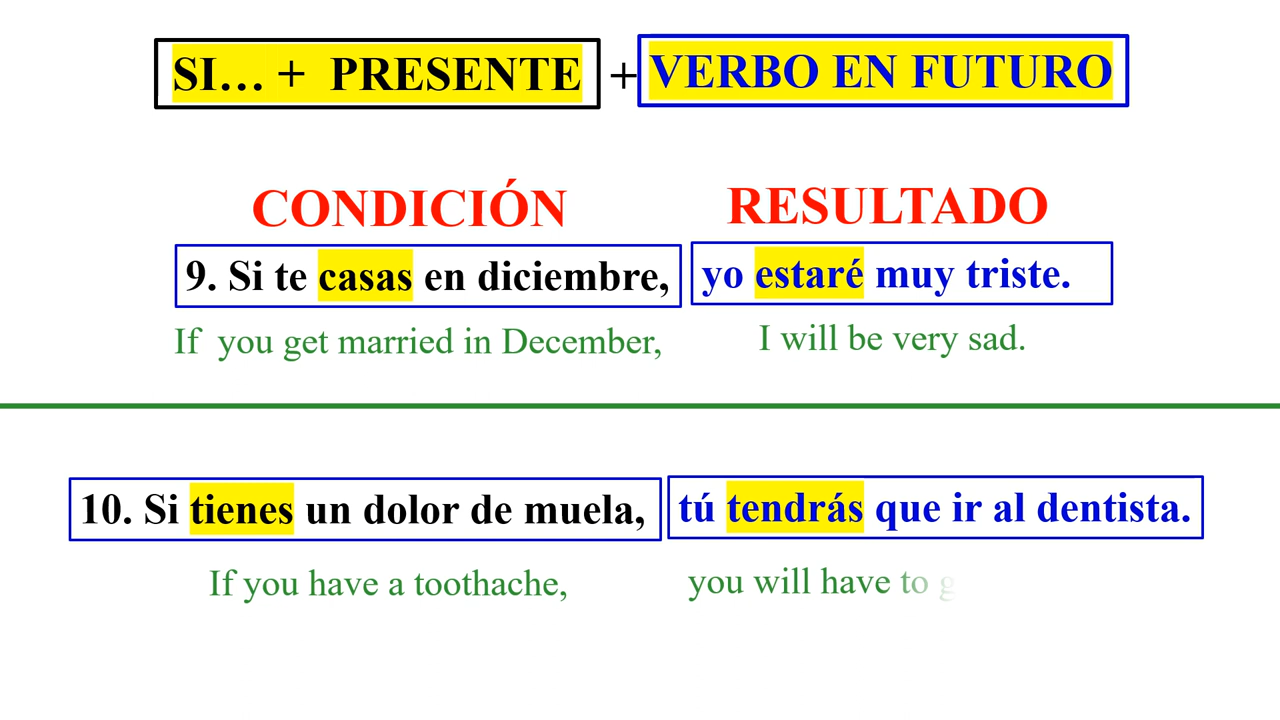 SI... + PRESENTE + VERBO EN FUTURO
CONDICIÓN RESULTADO
9. Si te casas en diciembre, yo estaré muy triste.
If you get married in December, I will be very sad.
10. Si tienes un dolor de muela, tú tendrás que ir al dentista.
If you have a toothache, you will have to